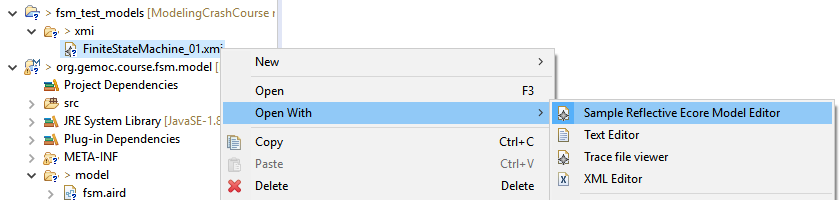 > fsm_test_models [ModelingCrashCourse r
> xmi
FiniteStateMachine_01.xmi
> org.gemoc.course.fsm.model [
Project Dependencies
src
JRE System Library [JavaSE-1.8
Plug-in Dependencies
META-INF
> model
> fsm.aird
New
Open F3
Open With
Copy Ctrl+C
Paste Ctrl+V
Delete Delete
Sample Reflective Ecore Model Editor
Text Editor
Trace file viewer
XML Editor